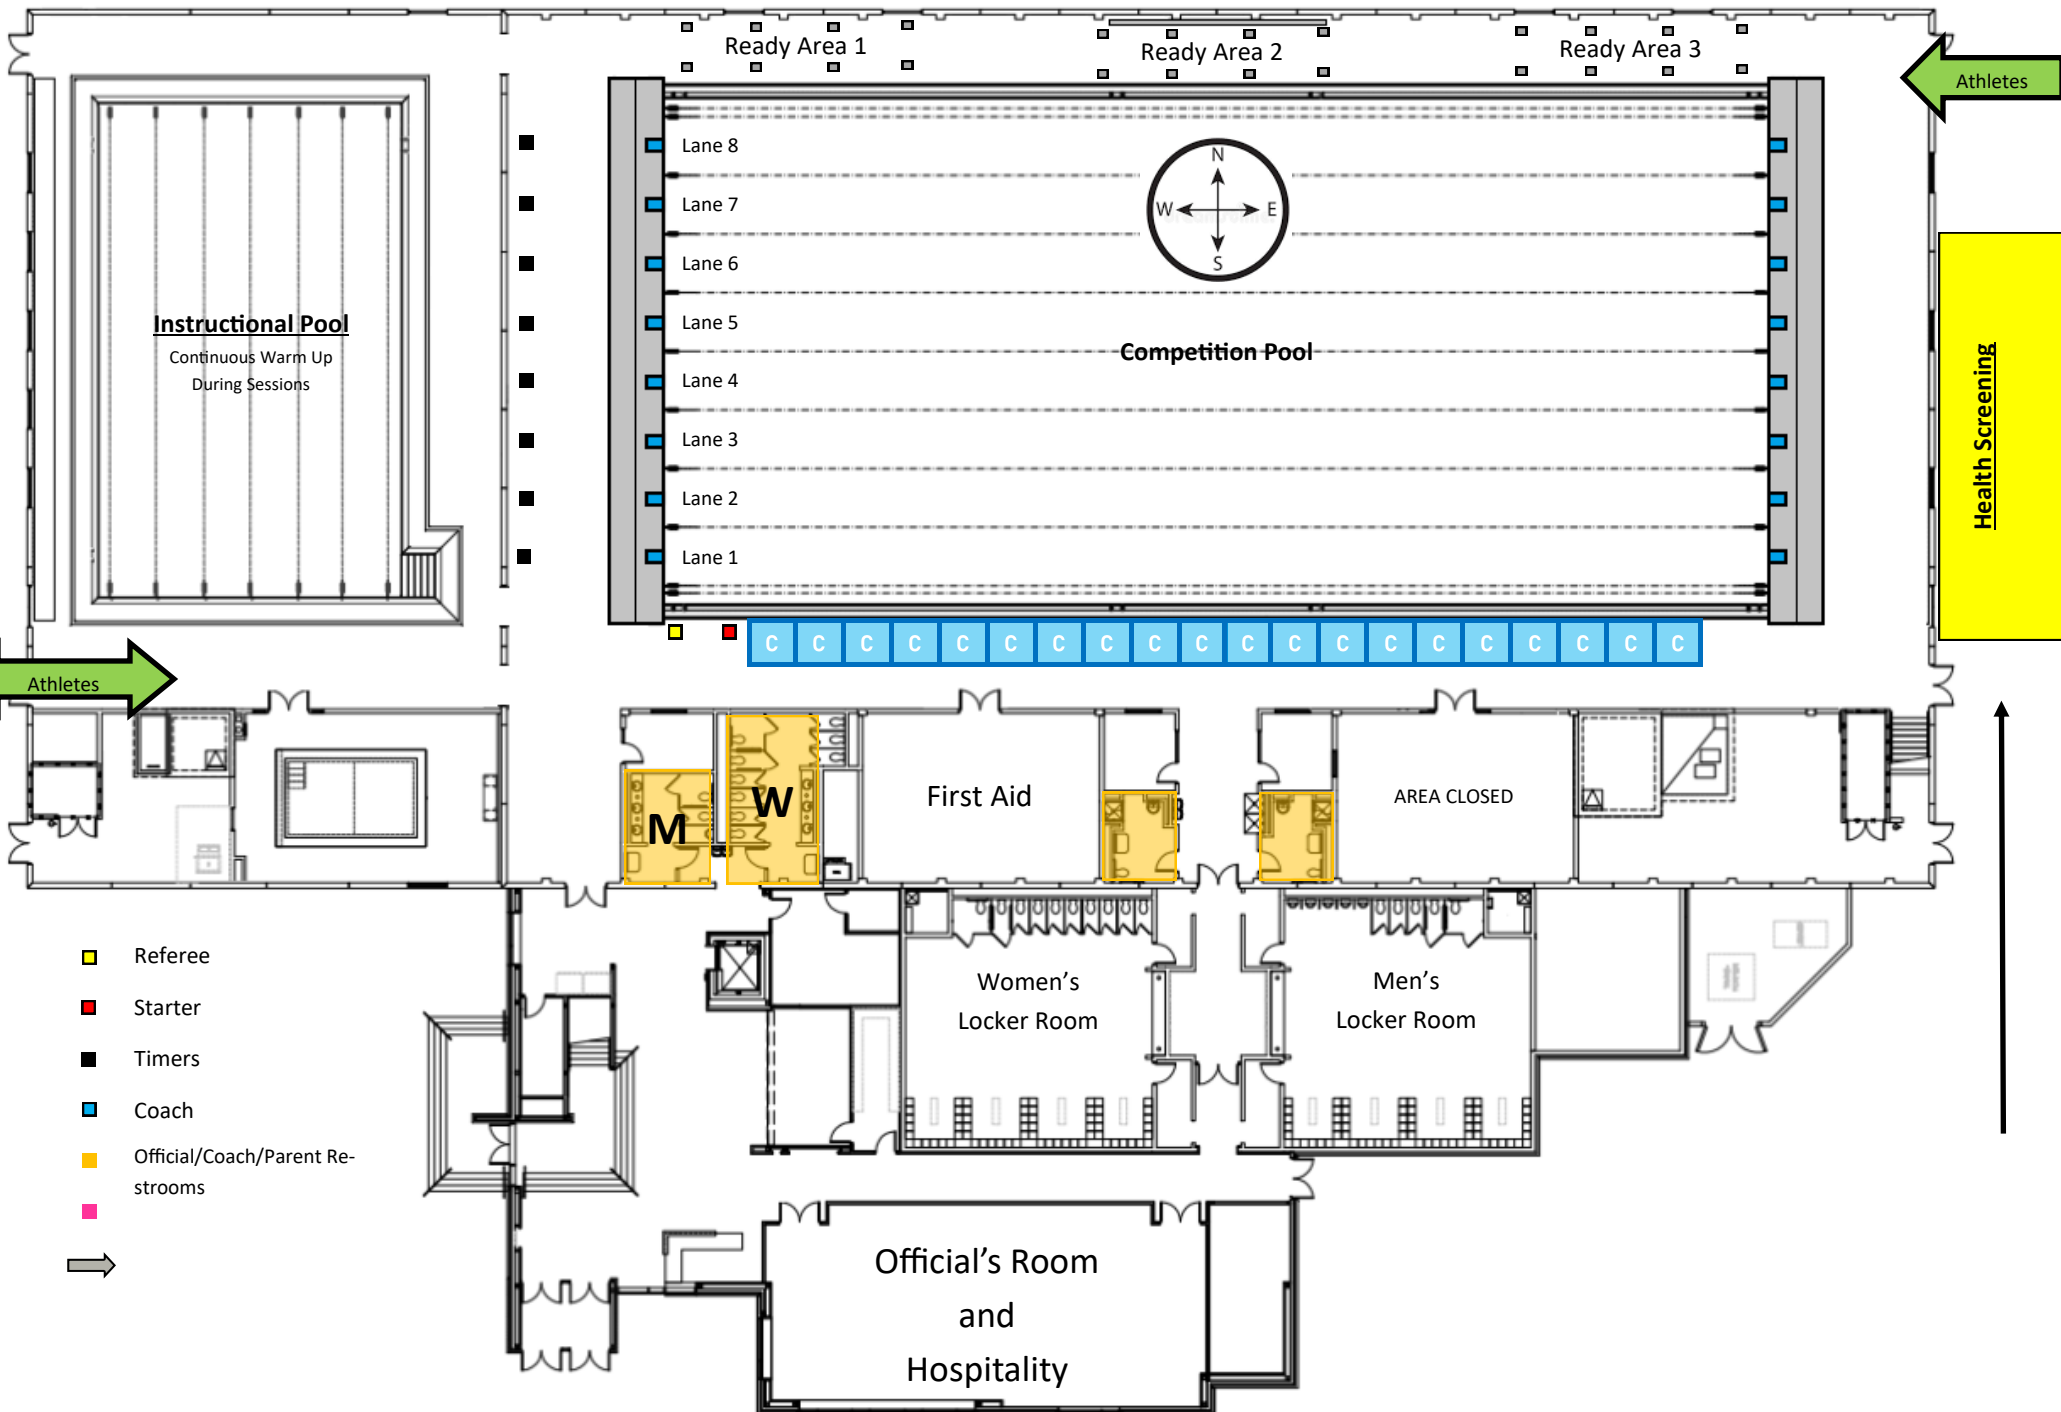 Ready Area 1
Ready Area 2
Ready Area 3
Athletes
Lane 8
N
Lane 7
W
E
Lane 6
S
Instructional Pool
Continuous Warm Up
During Sessions
Lane 5
Competition Pool
Lane 4
Lane 3
Lane 2
Lane 1
Health Screening
C C C C C C C C C C C C C C C C C C C C
Athletes
M
W
First Aid
AREA CLOSED
Referee
Starter
Timers
Coach
Official/Coach/Parent Re-
strooms
Women's
Locker Room
Men's
Locker Room
Official's Room
and
Hospitality